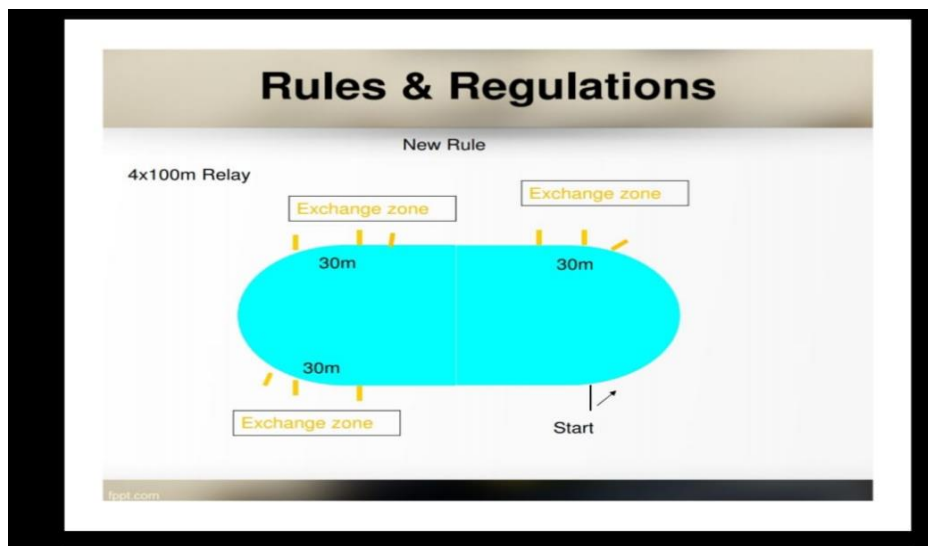 Rules & Regulations
New Rule
4x100m Relay
Exchange zone
Exchange zone
30m
30m
30m
Exchange zone
Start
fppt.com